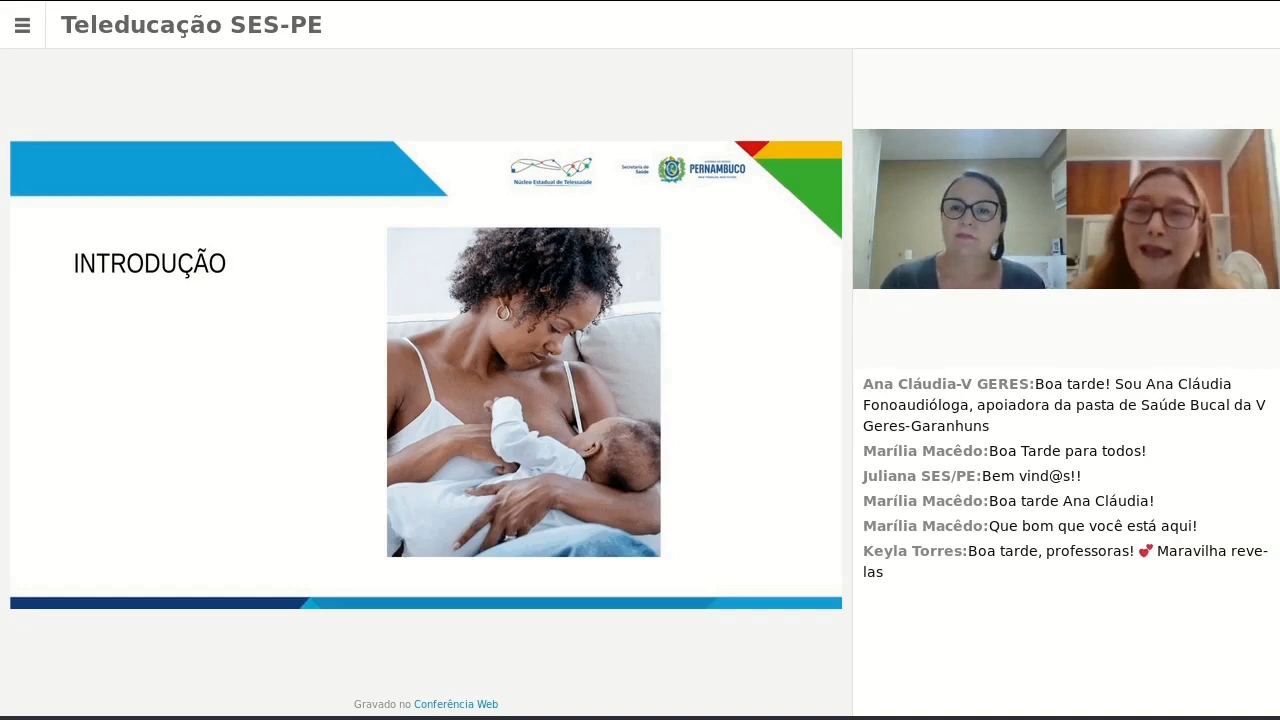 Teleducação SES-PE
Núcleo Estadual de Telessaúde
Secretaria de
Saúde
PERNAMBUCO
INTRODUÇÃO
Ana Cláudia-V GERES:Boa tarde! Sou Ana Cláudia
Fonoaudióloga, apoiadora da pasta de Saúde Bucal da V
Geres-Garanhuns
Marília Macêdo:Boa Tarde para todos!
Juliana SES/PE:Bem vind@s!!
Marília Macêdo:Boa tarde Ana Cláudia!
Marília Macêdo:Que bom que você está aqui!
Keyla Torres:Boa tarde, professoras! 💕 Maravilha reve-
las
Gravado no Conferência Web